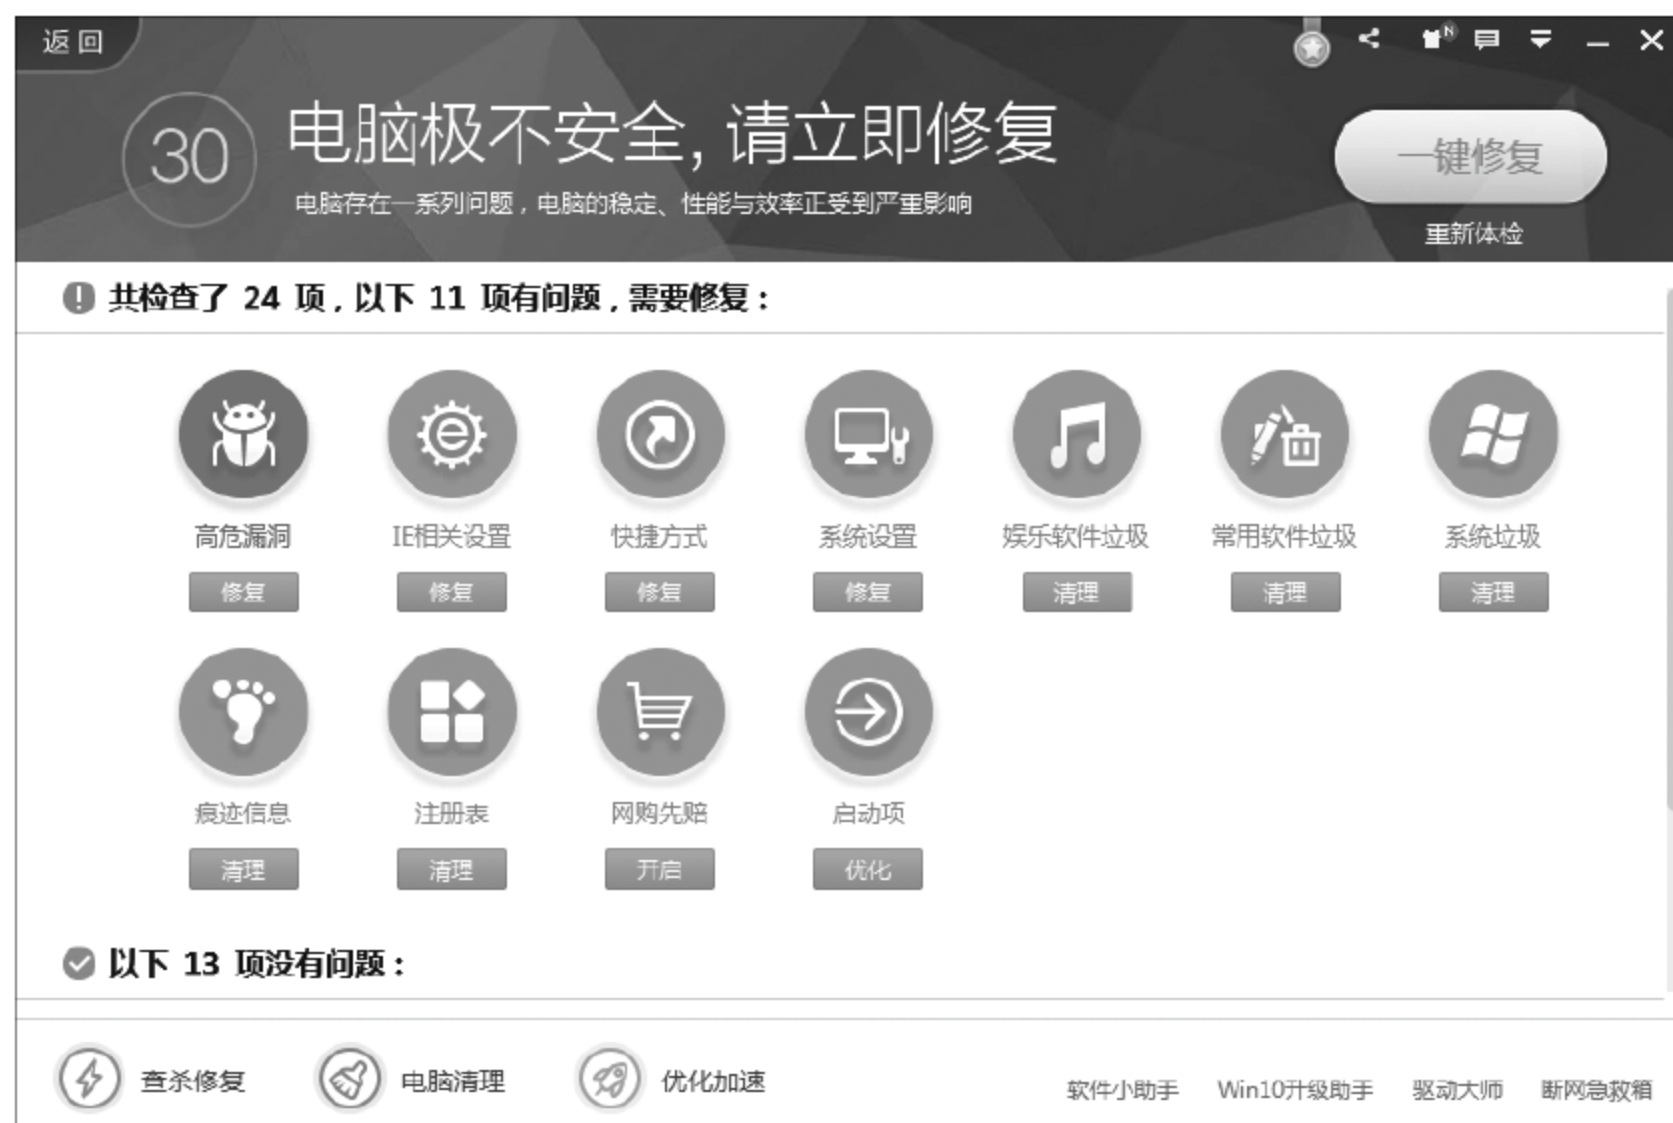 返回
N
30
电脑极不安全,请立即修复
电脑存在一系列问题，电脑的稳定、性能与效率正受到严重影响
一键修复
重新体检
共检查了 24 项，以下 11 项有问题，需要修复：
高危漏洞 IE相关设置 快捷方式 系统设置 娱乐软件垃圾 常用软件垃圾 系统垃圾
修复 修复 修复 修复 清理 清理 清理
痕迹信息 注册表 网购先赔 启动项
清理 清理 开启 优化
以下 13 项没有问题：
查杀修复 电脑清理 优化加速 软件小助手 Win10升级助手 驱动大师 断网急救箱